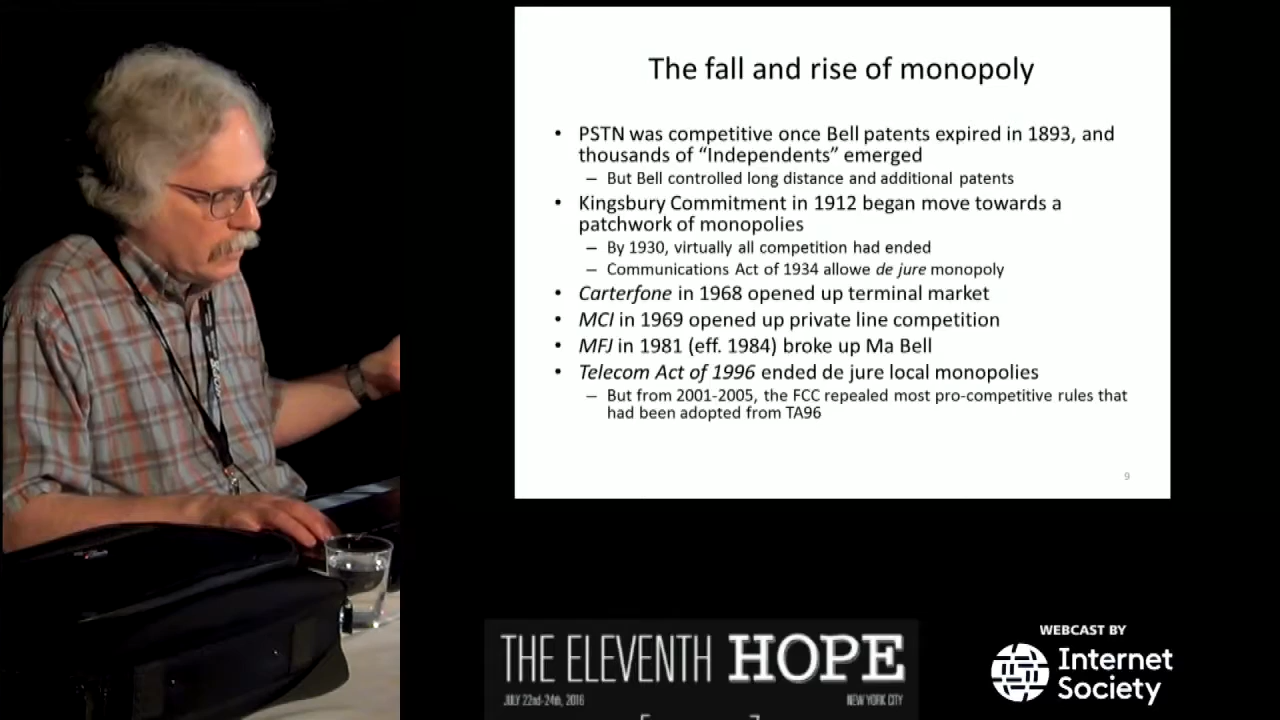 The fall and rise of monopoly
• PSTN was competitive once Bell patents expired in 1893, and
thousands of “Independents” emerged
– But Bell controlled long distance and additional patents
• Kingsbury Commitment in 1912 began move towards a
patchwork of monopolies
– By 1930, virtually all competition had ended
– Communications Act of 1934 allowe de jure monopoly
• Carterfone in 1968 opened up terminal market
• MCI in 1969 opened up private line competition
• MFJ in 1981 (eff. 1984) broke up Ma Bell
• Telecom Act of 1996 ended de jure local monopolies
– But from 2001-2005, the FCC repealed most pro-competitive rules that
had been adopted from TA96
9
THE ELEVENTH HOPE
JULY 22nd-24th, 2016 NEW YORK CITY
WEBCAST BY
Internet
Society